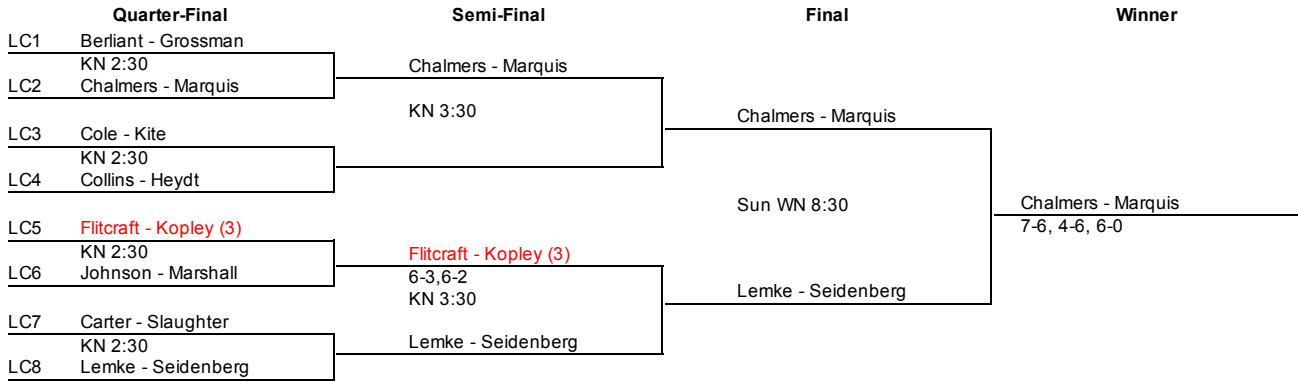 Quarter-Final Semi-Final Final Winner
LC1 Berliant - Grossman
KN 2:30
LC2 Chalmers - Marquis
LC3 Cole - Kite
KN 2:30
LC4 Collins - Heydt
LC5 Flitcraft - Kopley (3)
KN 2:30
LC6 Johnson - Marshall
LC7 Carter - Slaughter
KN 2:30
LC8 Lemke - Seidenberg
Chalmers - Marquis
KN 3:30
Flitcraft - Kopley (3)
6-3,6-2
KN 3:30
Lemke - Seidenberg
Chalmers - Marquis
Sun WN 8:30
Lemke - Seidenberg
Chalmers - Marquis
7-6, 4-6, 6-0